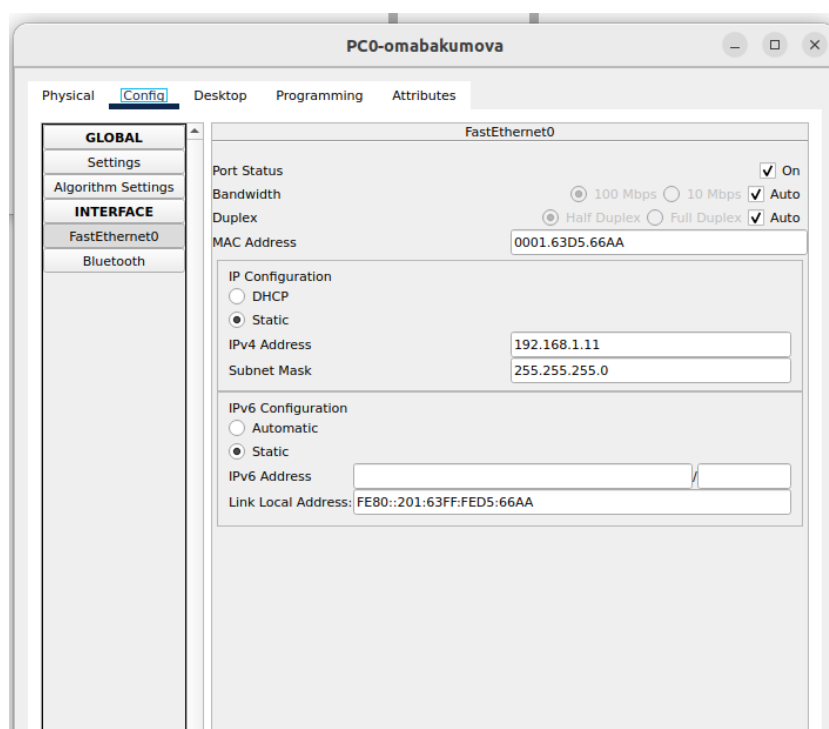 PC0-omabakumova
Physical Config Desktop Programming Attributes
GLOBAL
Settings
Algorithm Settings
INTERFACE
FastEthernet0
Bluetooth
FastEthernet0
Port Status On
Bandwidth 100 Mbps 10 Mbps Auto
Duplex Half Duplex Full Duplex Auto
MAC Address 0001.63D5.66AA
IP Configuration
DHCP
Static
IPv4 Address 192.168.1.11
Subnet Mask 255.255.255.0
IPv6 Configuration
Automatic
Static
IPv6 Address /
Link Local Address: FE80::201:63FF:FED5:66AA